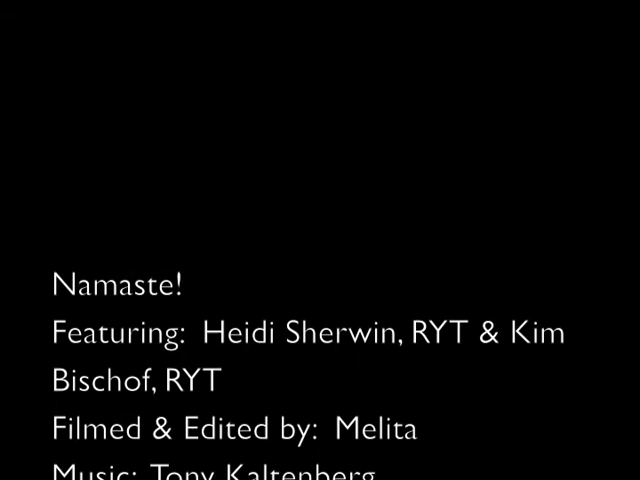 Namaste!
Featuring:  Heidi Sherwin, RYT & Kim
Bischof, RYT
Filmed & Edited by:  Melita
Music: Tony Kaltenberg